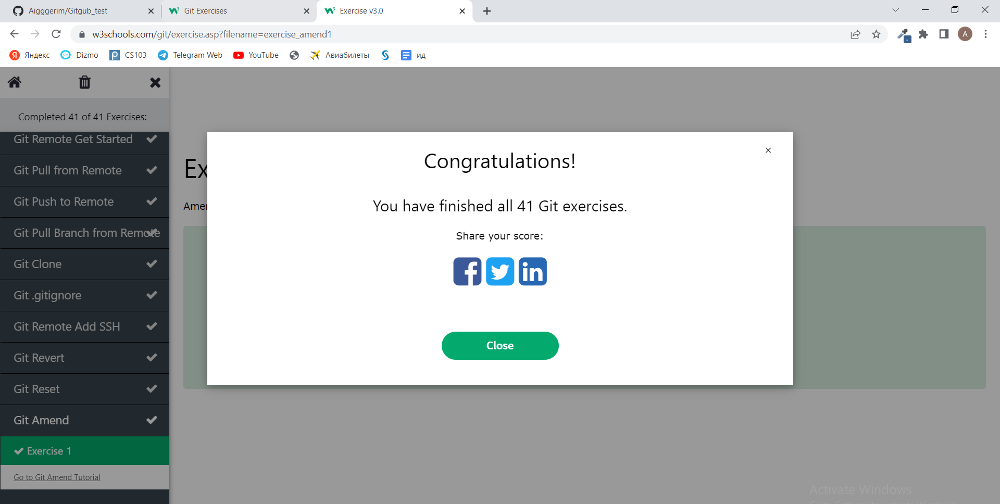 Aigggerim/Gitgub_test
Git Exercises
Exercise v3.0
w3schools.com/git/exercise.asp?filename=exercise_amend1
A
Яндекс
Dizmo
CS103
Telegram Web
YouTube
Авиабилеты
ид
Completed 41 of 41 Exercises:
Git Remote Get Started
Git Pull from Remote
Git Push to Remote
Git Pull Branch from Remote
Git Clone
Git .gitignore
Git Remote Add SSH
Git Revert
Git Reset
Git Amend
Exercise 1
Go to Git Amend Tutorial
Ex
Amen
Congratulations!
You have finished all 41 Git exercises.
Share your score:
Close
Activate Windows